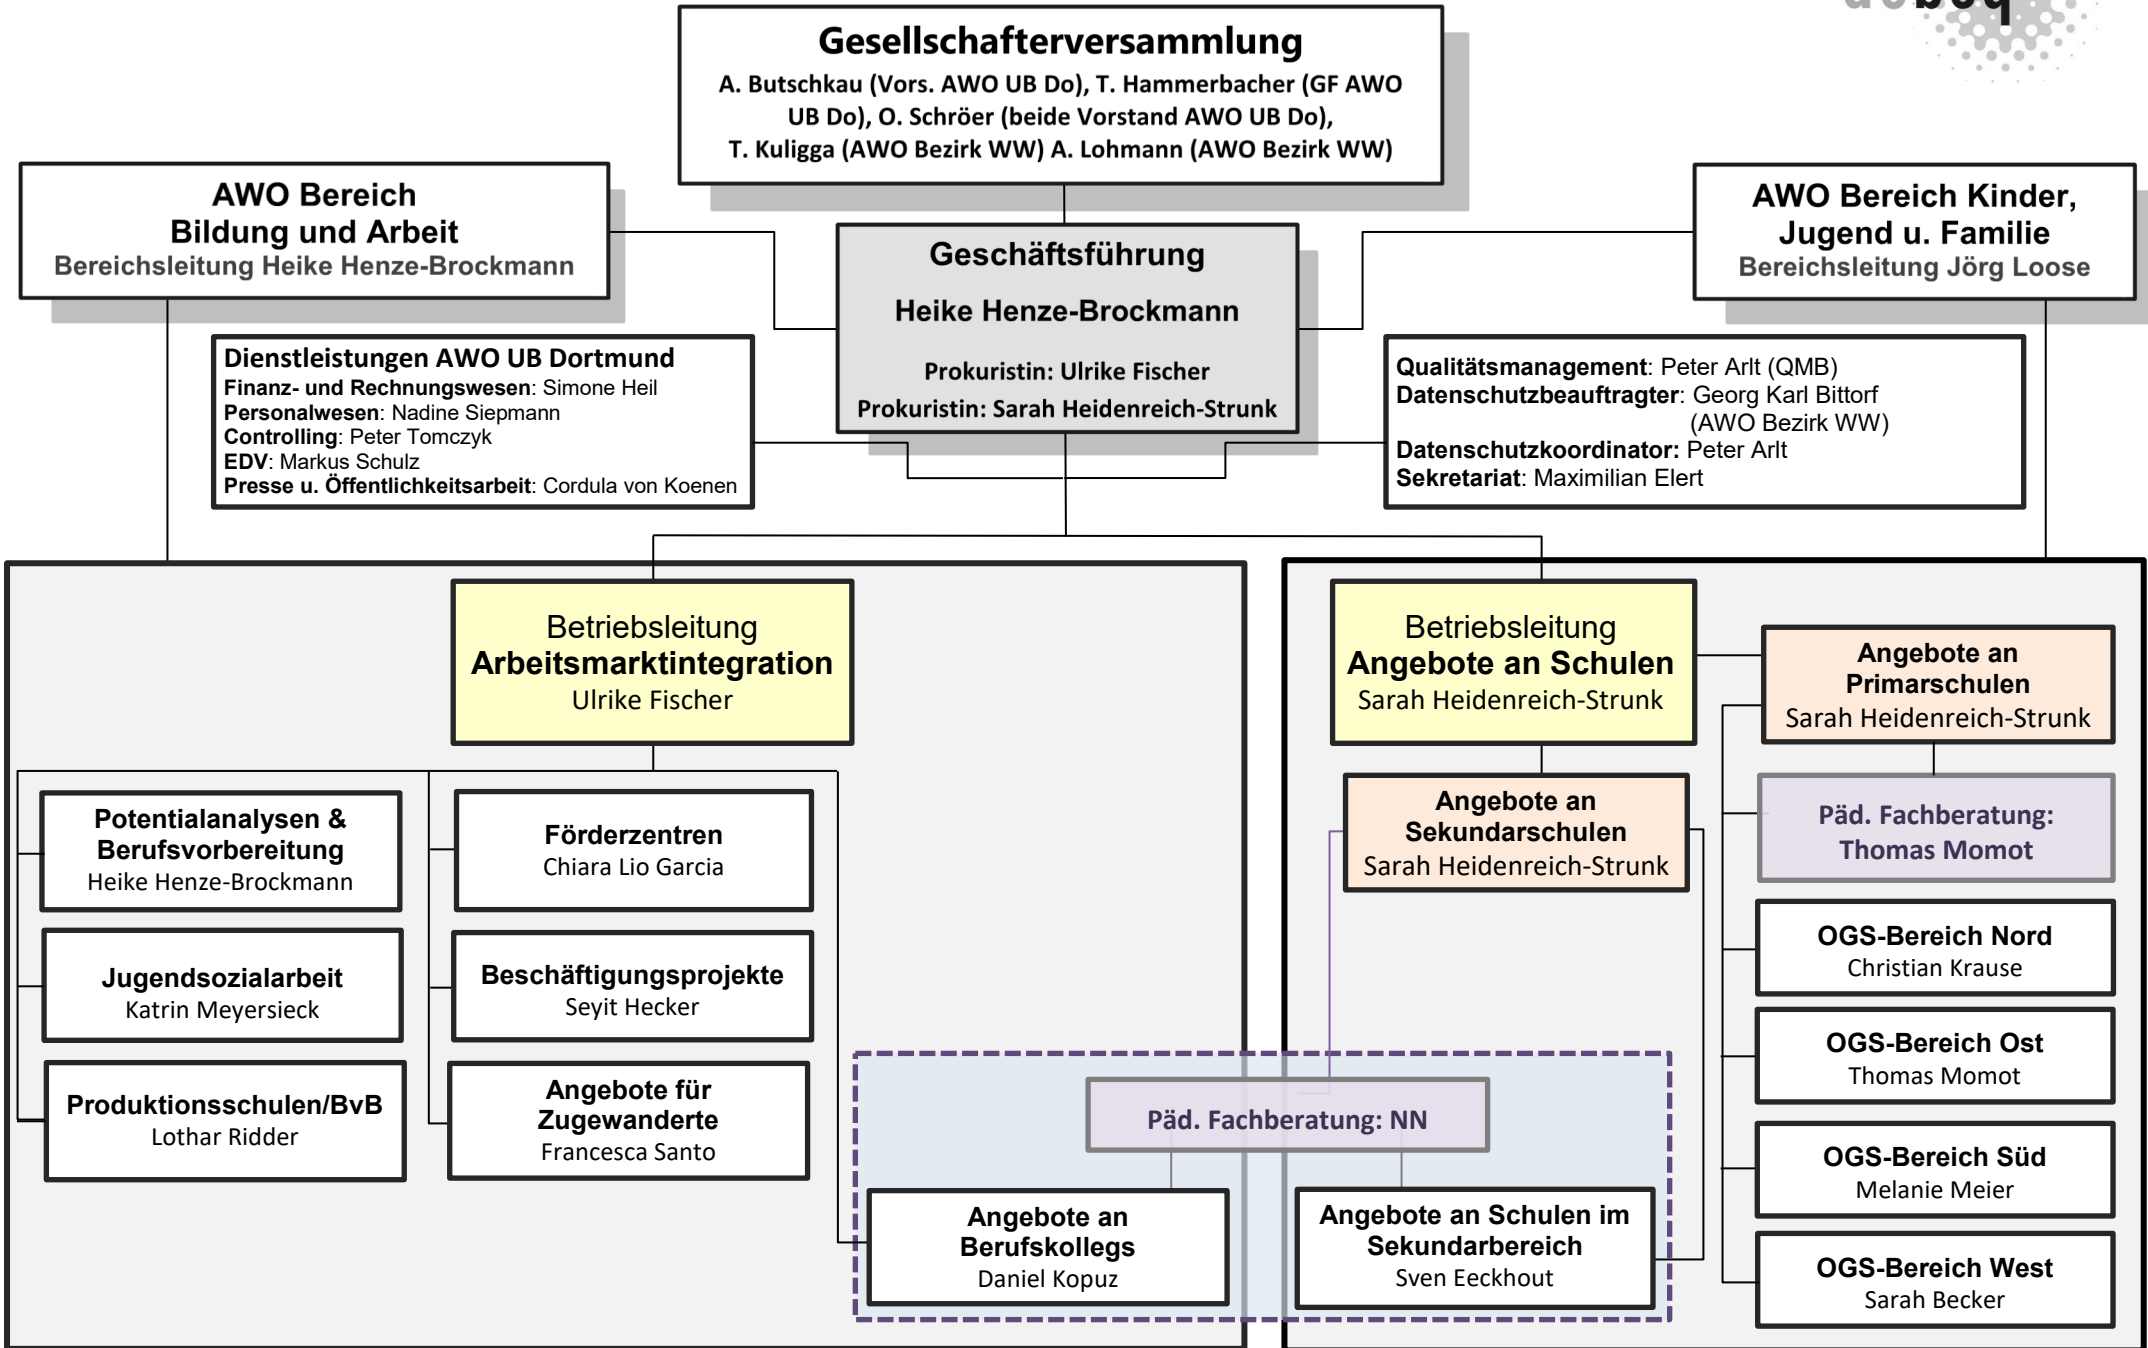 Gesellschafterversammlung
A. Butschkau (Vors. AWO UB Do), T. Hammerbacher (GF AWO
UB Do), O. Schröer (beide Vorstand AWO UB Do),
T. Kuligga (AWO Bezirk WW) A. Lohmann (AWO Bezirk WW)
AWO Bereich
Bildung und Arbeit
Bereichsleitung Heike Henze-Brockmann
Geschäftsführung
Heike Henze-Brockmann
Prokuristin: Ulrike Fischer
Prokuristin: Sarah Heidenreich-Strunk
AWO Bereich Kinder,
Jugend u. Familie
Bereichsleitung Jörg Loose
Dienstleistungen AWO UB Dortmund
Finanz- und Rechnungswesen: Simone Heil
Personalwesen: Nadine Siepmann
Controlling: Peter Tomczyk
EDV: Markus Schulz
Presse u. Öffentlichkeitsarbeit: Cordula von Koenen
Qualitätsmanagement: Peter Arlt (QMB)
Datenschutzbeauftragter: Georg Karl Bittorf
(AWO Bezirk WW)
Datenschutzkoordinator: Peter Arlt
Sekretariat: Maximilian Elert
Betriebsleitung
Arbeitsmarktintegration
Ulrike Fischer
Potentialanalysen &
Berufsvorbereitung
Heike Henze-Brockmann
Jugendsozialarbeit
Katrin Meyersieck
Produktionsschulen/BvB
Lothar Ridder
Förderzentren
Chiara Lio Garcia
Beschäftigungsprojekte
Seyit Hecker
Angebote für
Zugewanderte
Francesca Santo
Betriebsleitung
Angebote an Schulen
Sarah Heidenreich-Strunk
Angebote an
Sekundarschulen
Sarah Heidenreich-Strunk
Päd. Fachberatung: NN
Angebote an
Berufskollegs
Daniel Kopuz
Angebote an Schulen im
Sekundarbereich
Sven Eeckhout
Angebote an
Primarschulen
Sarah Heidenreich-Strunk
Päd. Fachberatung:
Thomas Momot
OGS-Bereich Nord
Christian Krause
OGS-Bereich Ost
Thomas Momot
OGS-Bereich Süd
Melanie Meier
OGS-Bereich West
Sarah Becker